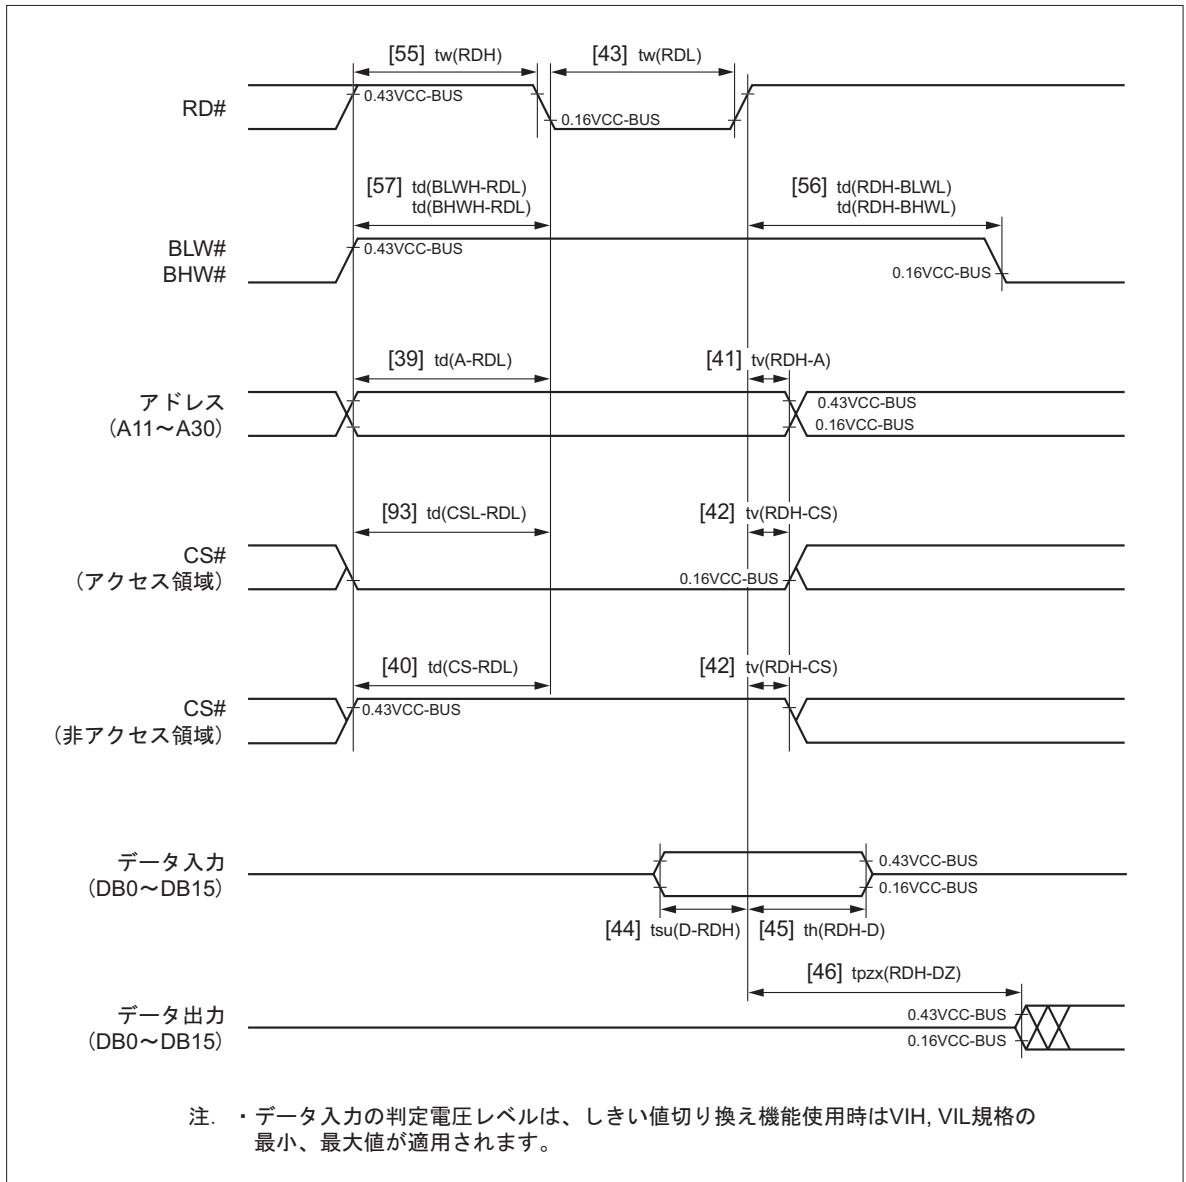 [55] tw(RDH)
[43] tw(RDL)
RD#
0.43VCC-BUS
0.16VCC-BUS
[57] td(BLWH-RDL)
td(BHWH-RDL)
[56] td(RDH-BLWL)
td(RDH-BHWL)
BLW#
BHW#
0.43VCC-BUS
0.16VCC-BUS
[39] td(A-RDL)
[41] tv(RDH-A)
アドレス
（A11～A30）
0.43VCC-BUS
0.16VCC-BUS
[93] td(CSL-RDL)
[42] tv(RDH-CS)
CS#
（アクセス領域）
0.16VCC-BUS
[40] td(CS-RDL)
[42] tv(RDH-CS)
CS#
（非アクセス領域）
0.43VCC-BUS
データ入力
（DB0～DB15）
0.43VCC-BUS
0.16VCC-BUS
[44] tsu(D-RDH)
[45] th(RDH-D)
[46] tpzx(RDH-DZ)
データ出力
（DB0～DB15）
0.43VCC-BUS
0.16VCC-BUS
注. ・データ入力の判定電圧レベルは、しきい値切り換え機能使用時はVIH, VIL規格の
最小、最大値が適用されます。